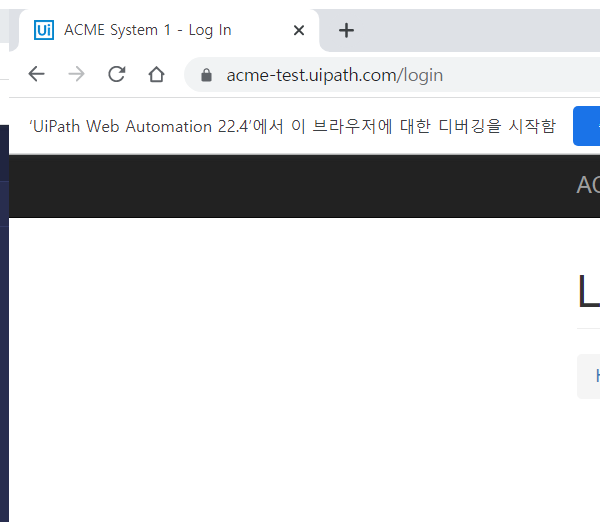 Ui ACME System 1 - Log In
acme-test.uipath.com/login
'UiPath Web Automation 22.4'에서 이 브라우저에 대한 디버깅을 시작함